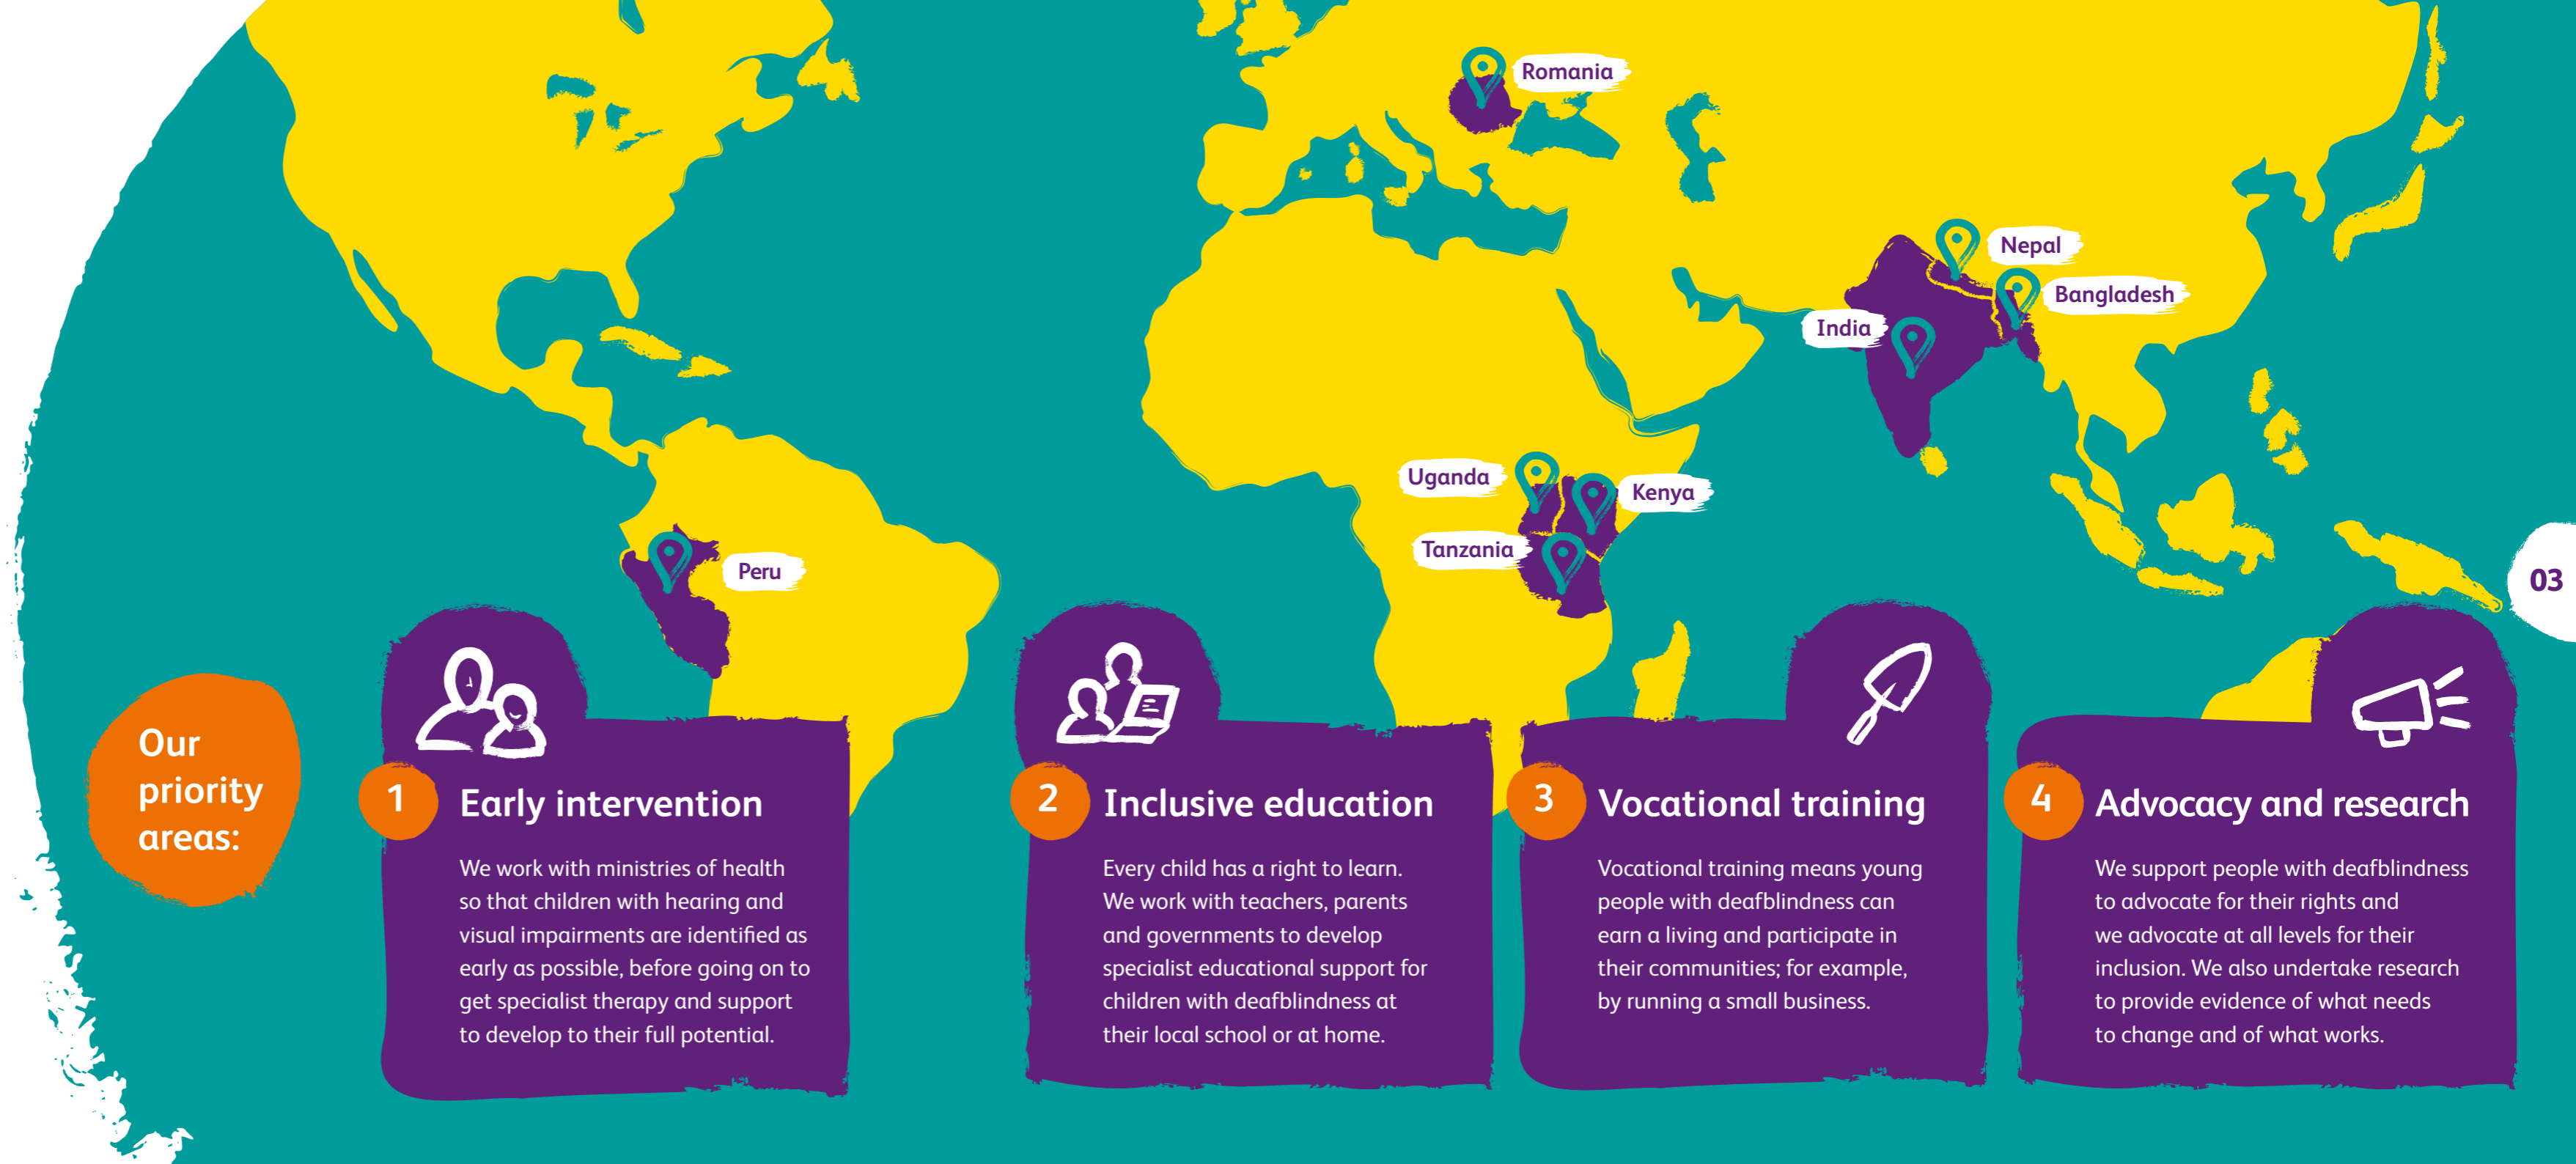 Romania
Nepal
Bangladesh
India
Uganda
Kenya
Tanzania
Peru
03
Our
priority
areas:
1
Early intervention
We work with ministries of health
so that children with hearing and
visual impairments are identified as
early as possible, before going on to
get specialist therapy and support
to develop to their full potential.
2
Inclusive education
Every child has a right to learn.
We work with teachers, parents
and governments to develop
specialist educational support for
children with deafblindness at
their local school or at home.
3
Vocational training
Vocational training means young
people with deafblindness can
earn a living and participate in
their communities; for example,
by running a small business.
4
Advocacy and research
We support people with deafblindness
to advocate for their rights and
we advocate at all levels for their
inclusion. We also undertake research
to provide evidence of what needs
to change and of what works.